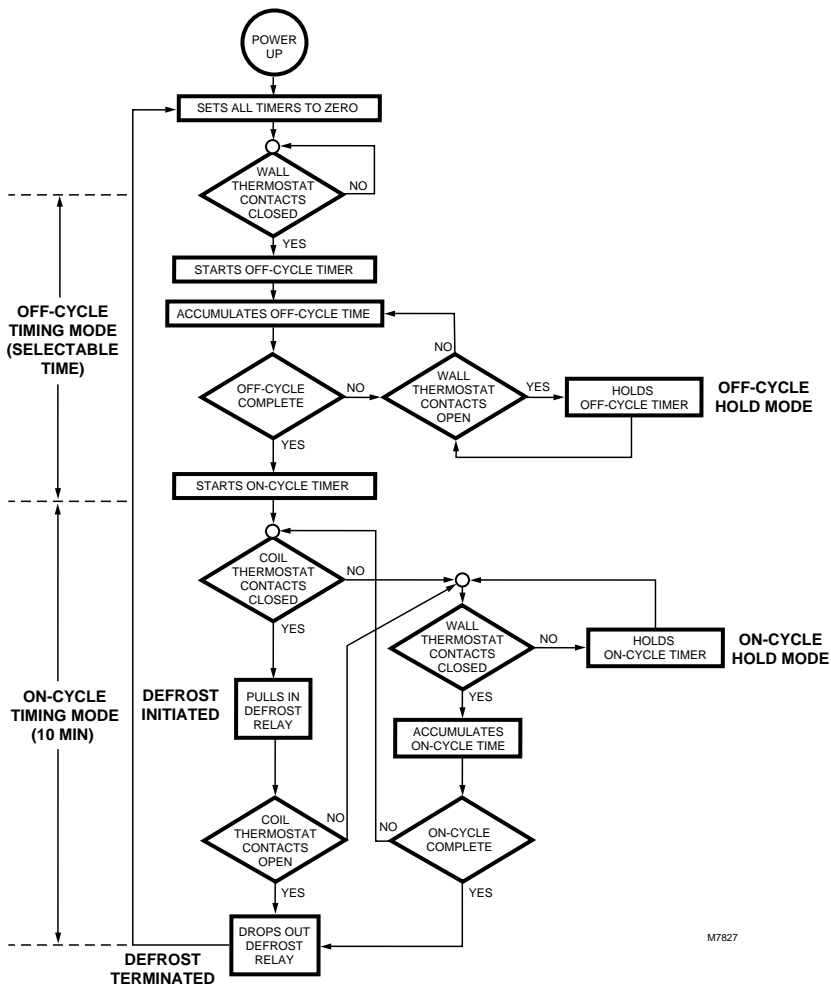 POWER
UP
SETS ALL TIMERS TO ZERO
WALL
THERMOSTAT
CONTACTS
CLOSED
NO
YES
STARTS OFF-CYCLE TIMER
OFF-CYCLE
TIMING MODE
(SELECTABLE
TIME)
ACCUMULATES OFF-CYCLE TIME
NO
OFF-CYCLE
COMPLETE
NO
WALL
THERMOSTAT
CONTACTS
OPEN
YES
HOLDS
OFF-CYCLE TIMER
OFF-CYCLE
HOLD MODE
YES
STARTS ON-CYCLE TIMER
COIL
THERMOSTAT
CONTACTS
CLOSED
NO
YES
WALL
THERMOSTAT
CONTACTS
CLOSED
NO
HOLDS
ON-CYCLE TIMER
ON-CYCLE
HOLD MODE
ON-CYCLE
TIMING MODE
(10 MIN)
DEFROST
INITIATED
PULLS IN
DEFROST
RELAY
YES
ACCUMULATES
ON-CYCLE TIME
COIL
THERMOSTAT
CONTACTS
OPEN
NO
NO
ON-CYCLE
COMPLETE
YES
YES
DROPS OUT
DEFROST
RELAY
DEFROST
TERMINATED
M7827